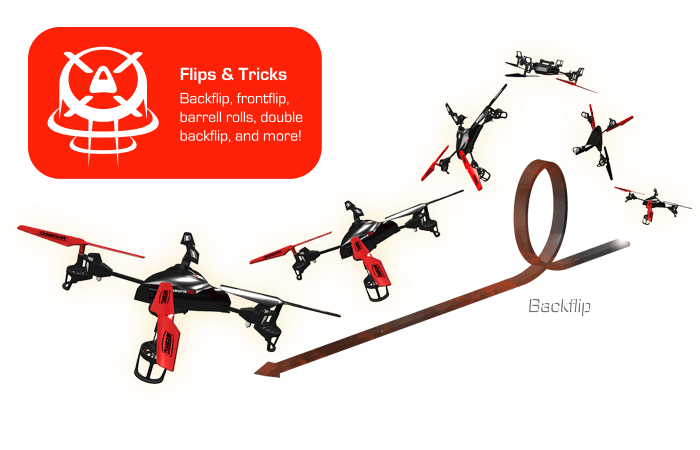 Flips & Tricks
Backflip, frontflip,
barrell rolls, double
backflip, and more!
Backflip